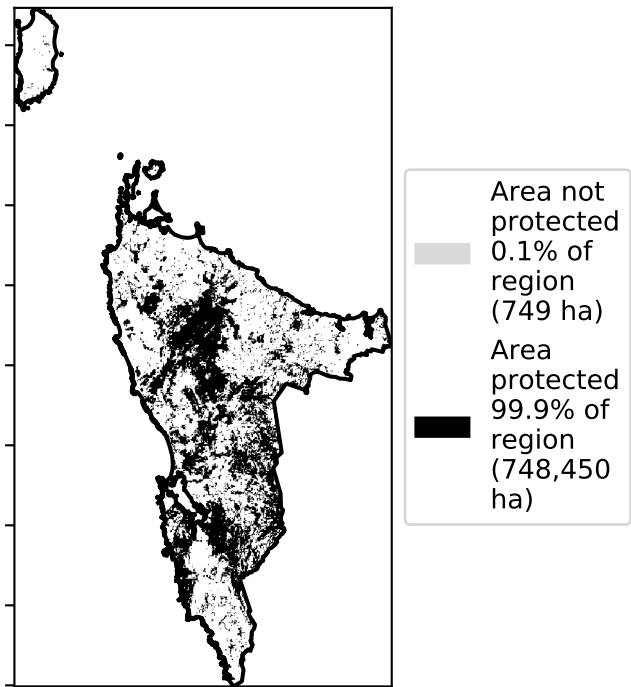 Area not
protected
0.1% of
region
(749 ha)
Area
protected
99.9% of
region
(748,450
ha)